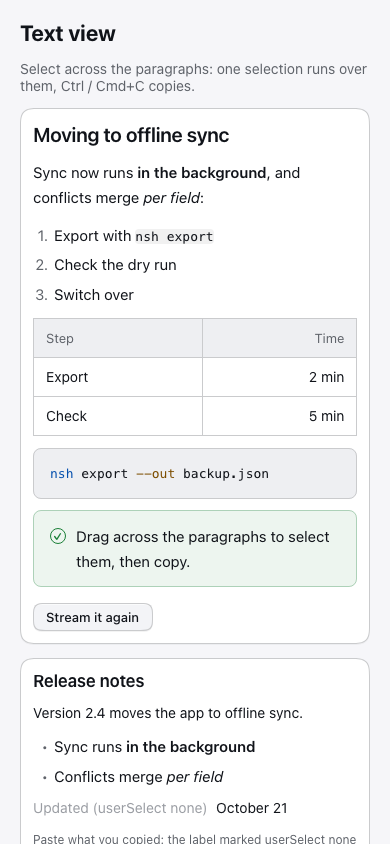 Text view
Select across the paragraphs: one selection runs over
them, Ctrl / Cmd+C copies.
Moving to offline sync
Sync now runs in the background, and
conflicts merge per field:
1. Export with nsh export
2. Check the dry run
3. Switch over
Step Time
Export 2 min
Check 5 min
nsh export --out backup.json
Drag across the paragraphs to select
them, then copy.
Stream it again
Release notes
Version 2.4 moves the app to offline sync.
• Sync runs in the background
• Conflicts merge per field
Updated (userSelect none) October 21
Paste what you copied: the label marked userSelect none